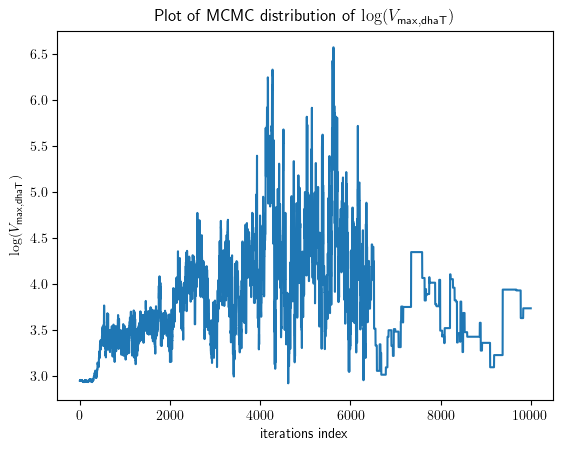 Plot of MCMC distribution of log(V_max,dhaT)
6.5
6.0
5.5
5.0
4.5
4.0
3.5
3.0
log(V_max,dhaT)
0 2000 4000 6000 8000 10000
iterations index